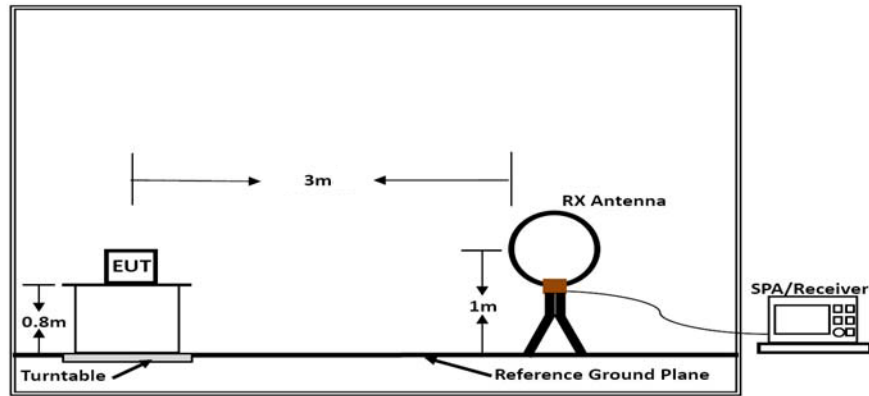 3m
RX Antenna
EUT
SPA/Receiver
0.8m
1m
Turntable
Reference Ground Plane